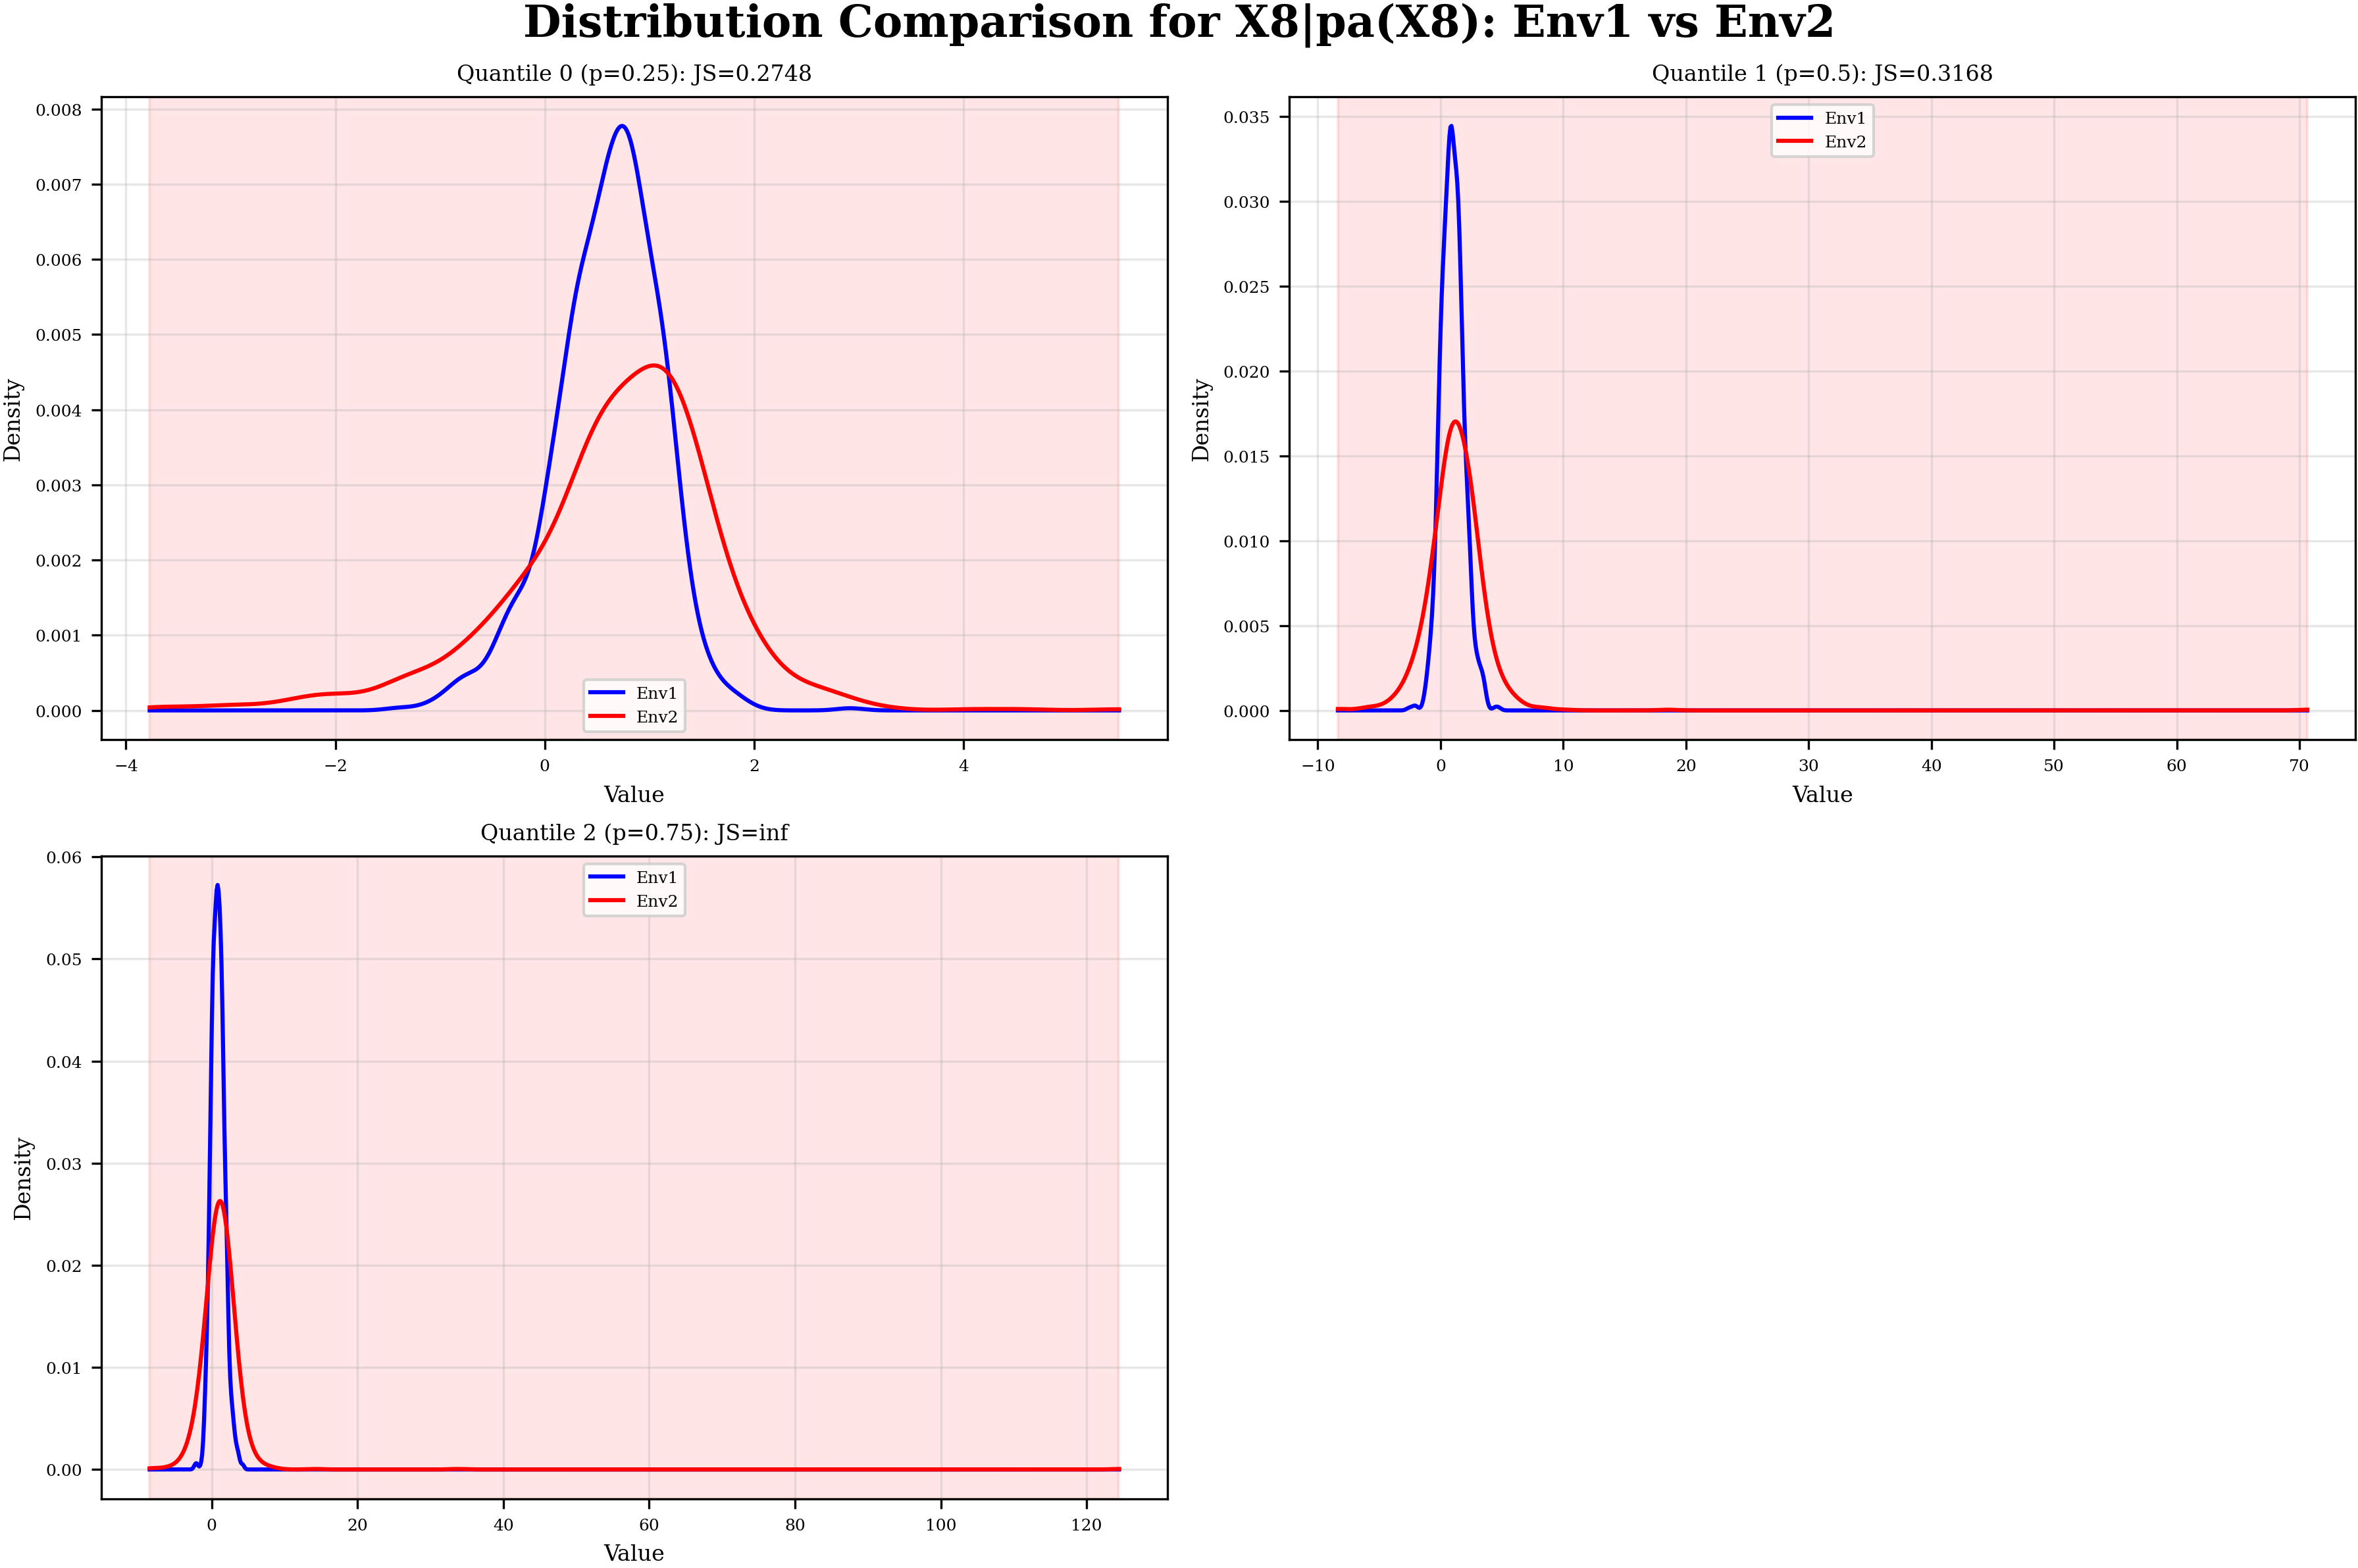 Distribution Comparison for X8|pa(X8): Env1 vs Env2
Quantile 0 (p=0.25): JS=0.2748
0.008
0.007
0.006
0.005
0.004
0.003
0.002
0.001
0.000
Density
−4
−2
0
2
4
Value
Env1
Env2
Quantile 1 (p=0.5): JS=0.3168
0.035
0.030
0.025
0.020
0.015
0.010
0.005
0.000
Density
−10
0
10
20
30
40
50
60
70
Value
Env1
Env2
Quantile 2 (p=0.75): JS=inf
0.06
0.05
0.04
0.03
0.02
0.01
0.00
Density
0
20
40
60
80
100
120
Value
Env1
Env2